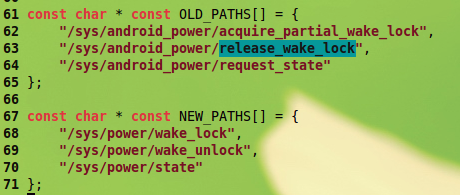 61 const char * const OLD_PATHS[] = {
62     "/sys/android_power/acquire_partial_wake_lock",
63     "/sys/android_power/release_wake_lock",
64     "/sys/android_power/request_state"
65 };
66
67 const char * const NEW_PATHS[] = {
68     "/sys/power/wake_lock",
69     "/sys/power/wake_unlock",
70     "/sys/power/state"
71 };